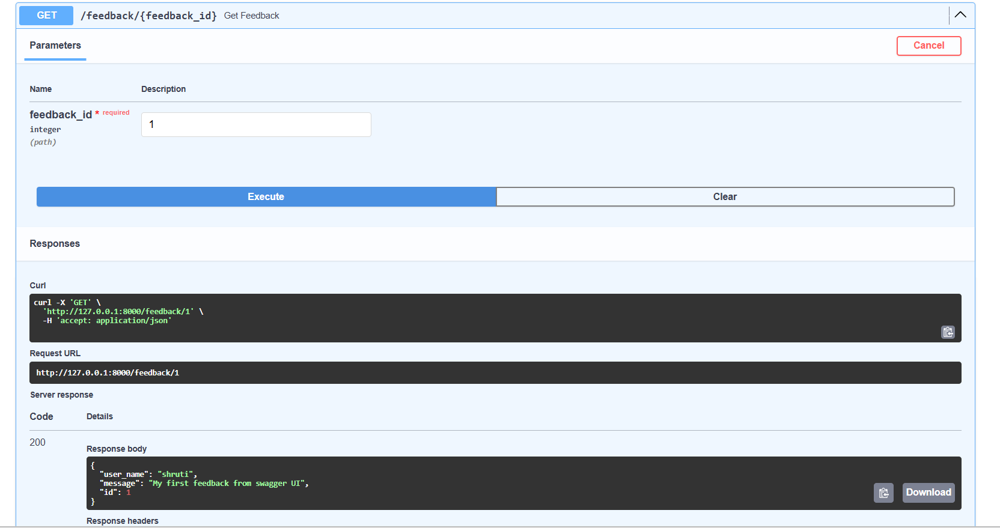 GET /feedback/{feedback_id} Get Feedback
Parameters Cancel
Name Description
feedback_id * required 1
integer
(path)
Execute Clear
Responses
Curl
curl -X 'GET' \
  'http://127.0.0.1:8000/feedback/1' \
  -H 'accept: application/json'
Request URL
http://127.0.0.1:8000/feedback/1
Server response
Code Details
200
Response body
{
  "user_name": "shruti",
  "message": "My first feedback from swagger UI",
  "id": 1
}
Download
Response headers